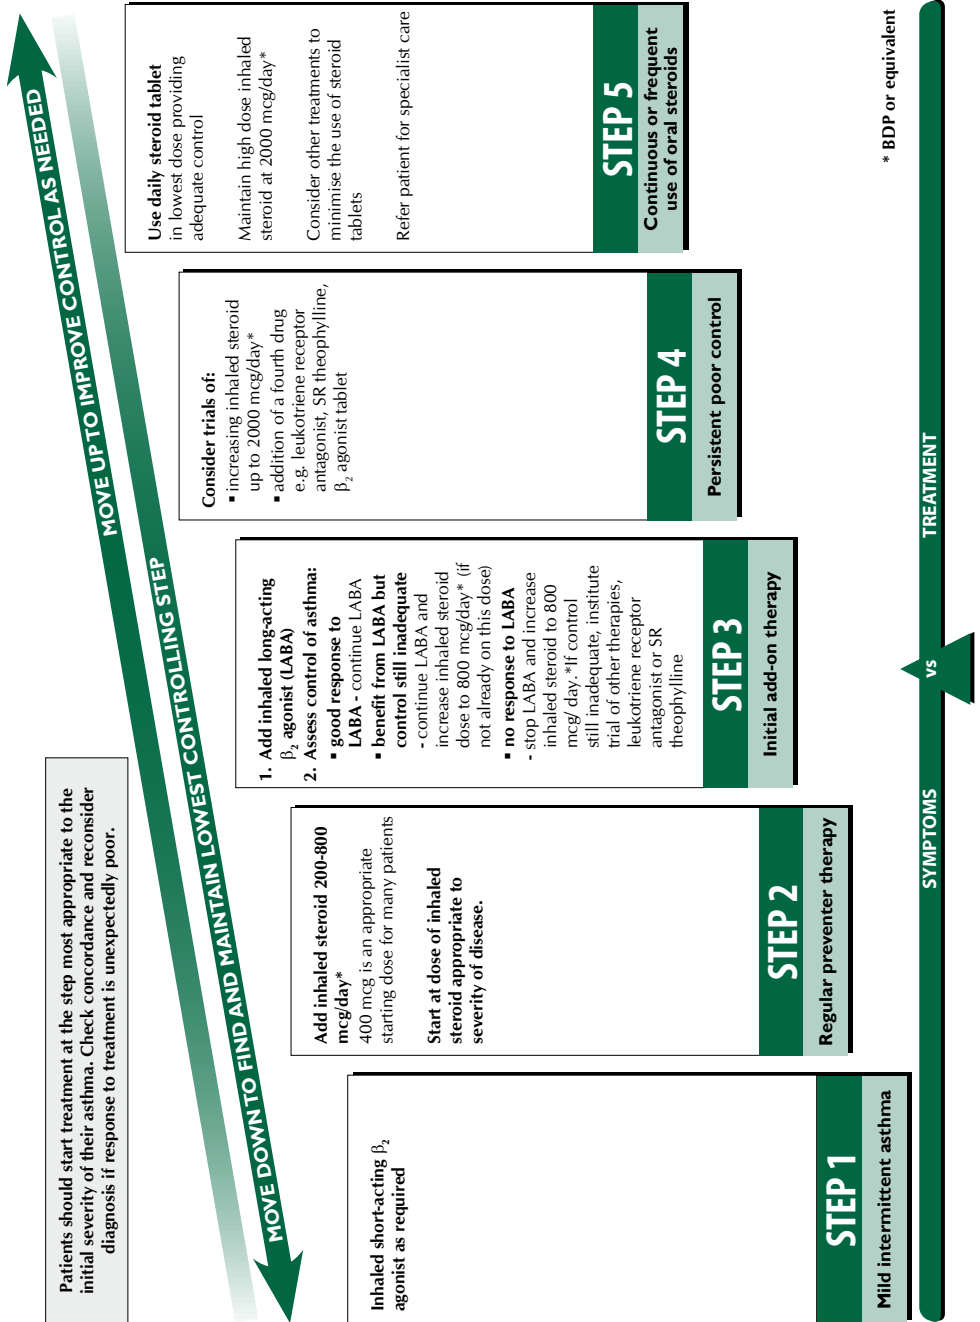 Patients should start treatment at the step most appropriate to the
initial severity of their asthma. Check concordance and reconsider
diagnosis if response to treatment is unexpectedly poor.
MOVE UP TO IMPROVE CONTROL AS NEEDED
MOVE DOWN TO FIND AND MAINTAIN LOWEST CONTROLLING STEP
Inhaled short-acting β₂
agonist as required
STEP 1
Mild intermittent asthma
Add inhaled steroid 200-800
mcg/day*
400 mcg is an appropriate
starting dose for many patients
Start at dose of inhaled
steroid appropriate to
severity of disease.
STEP 2
Regular preventer therapy
1. Add inhaled long-acting
β₂ agonist (LABA)
2. Assess control of asthma:
▪ good response to
LABA - continue LABA
▪ benefit from LABA but
control still inadequate
- continue LABA and
increase inhaled steroid
dose to 800 mcg/day* (if
not already on this dose)
▪ no response to LABA
- stop LABA and increase
inhaled steroid to 800
mcg/ day.*If control
still inadequate, institute
trial of other therapies,
leukotriene receptor
antagonist or SR
theophylline
STEP 3
Initial add-on therapy
Consider trials of:
▪ increasing inhaled steroid
up to 2000 mcg/day*
▪ addition of a fourth drug
e.g. leukotriene receptor
antagonist, SR theophylline,
β₂ agonist tablet
STEP 4
Persistent poor control
Use daily steroid tablet
in lowest dose providing
adequate control
Maintain high dose inhaled
steroid at 2000 mcg/day*
Consider other treatments to
minimise the use of steroid
tablets
Refer patient for specialist care
STEP 5
Continuous or frequent
use of oral steroids
* BDP or equivalent
SYMPTOMS vs TREATMENT